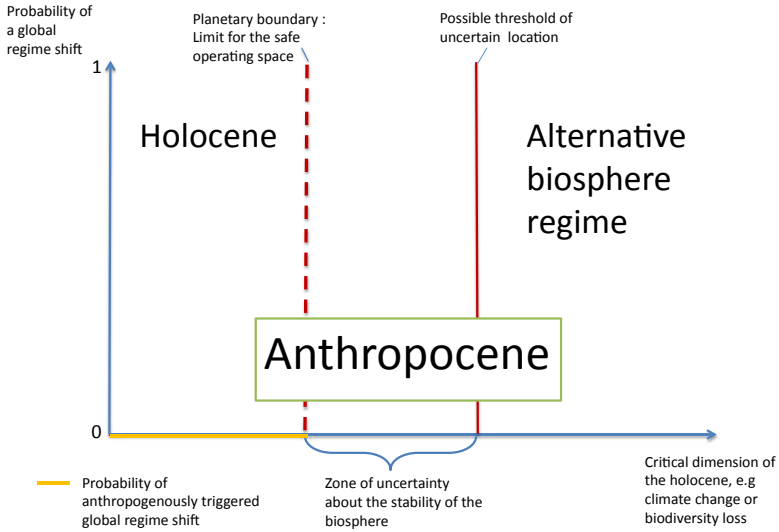 Probability of
a global
regime shift
Planetary boundary :
Limit for the safe
operating space
Possible threshold of
uncertain location
1
Holocene
Alternative
biosphere
regime
Anthropocene
0
Probability of
anthropogenously triggered
global regime shift
Zone of uncertainty
about the stability of the
biosphere
Critical dimension of
the holocene, e.g
climate change or
biodiversity loss